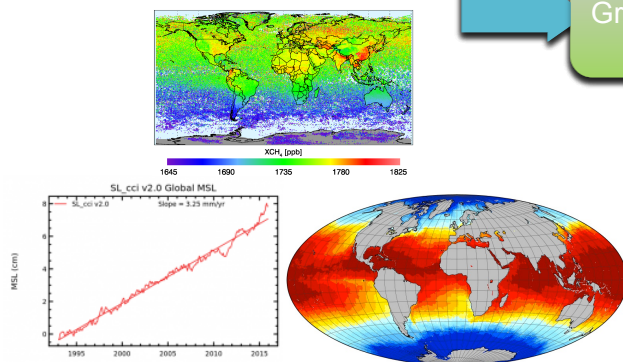 Gr
XCH₄ [ppb]
1645 1690 1735 1780 1825
SL_cci v2.0 Global MSL
SL_cci v2.0 Slope = 3.25 mm/yr
8
6
4
2
0
MSL (cm)
1995 2000 2005 2010 2015